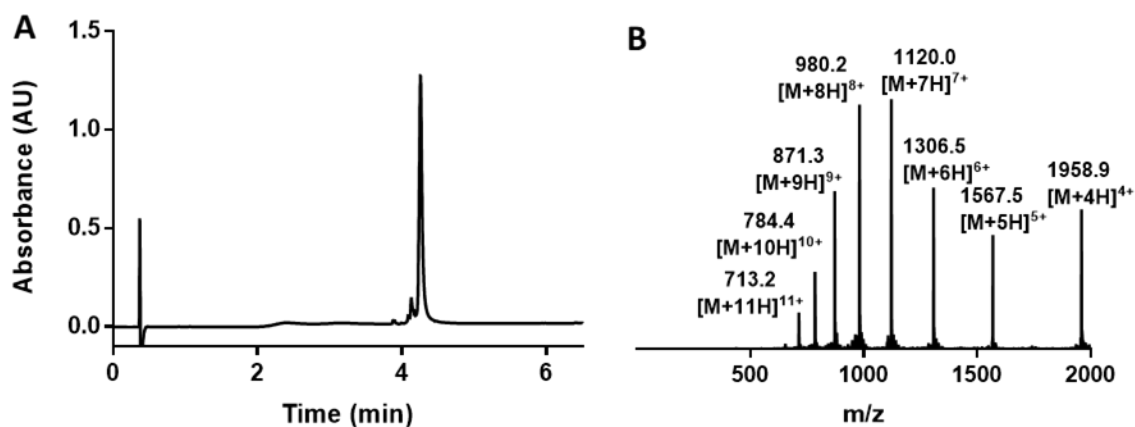 A
1.5
1.0
0.5
0.0
Absorbance (AU)
0 2 4 6
Time (min)
B
980.2
[M+8H]8+
1120.0
[M+7H]7+
871.3
[M+9H]9+
1306.5
[M+6H]6+
1958.9
[M+4H]4+
784.4
[M+10H]10+
1567.5
[M+5H]5+
713.2
[M+11H]11+
500 1000 1500 2000
m/z